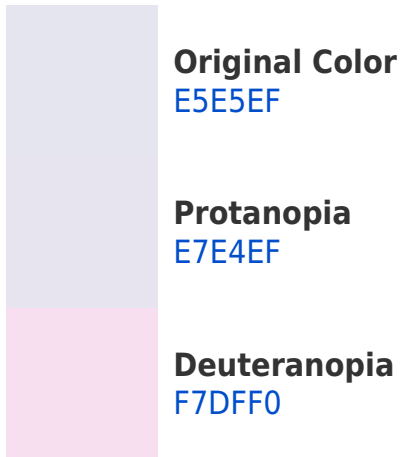 Original Color
E5E5EF
Protanopia
E7E4EF
Deuteranopia
F7DFF0